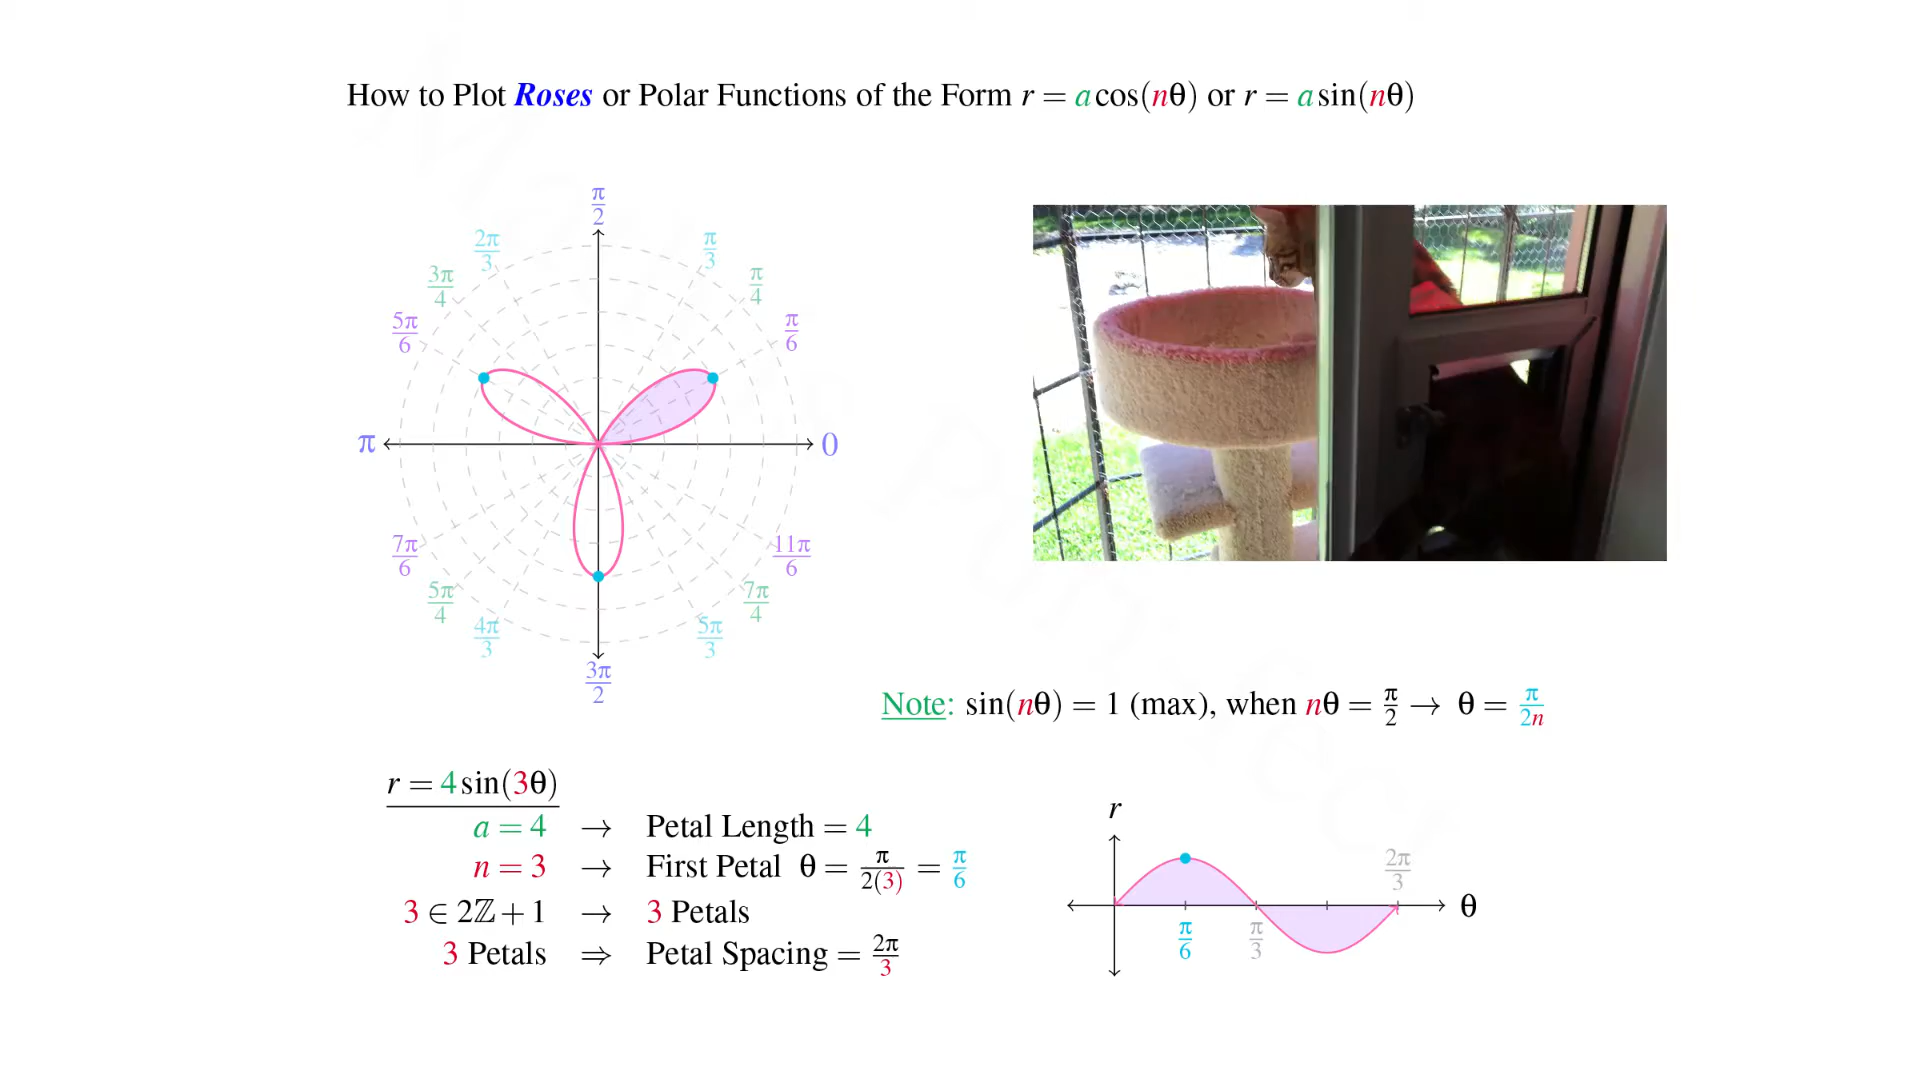 How to Plot Roses or Polar Functions of the Form r = a cos(nθ) or r = a sin(nθ)
π/2
2π/3
π/3
3π/4
π/4
5π/6
π/6
π
0
7π/6
11π/6
5π/4
7π/4
4π/3
5π/3
3π/2
Note: sin(nθ) = 1 (max), when nθ = π/2 → θ = π/2n
r = 4 sin(3θ)
a = 4 → Petal Length = 4
n = 3 → First Petal θ = π/2(3) = π/6
3 ∈ 2ℤ + 1 → 3 Petals
3 Petals ⇒ Petal Spacing = 2π/3
r
2π/3
θ
π/6
π/3